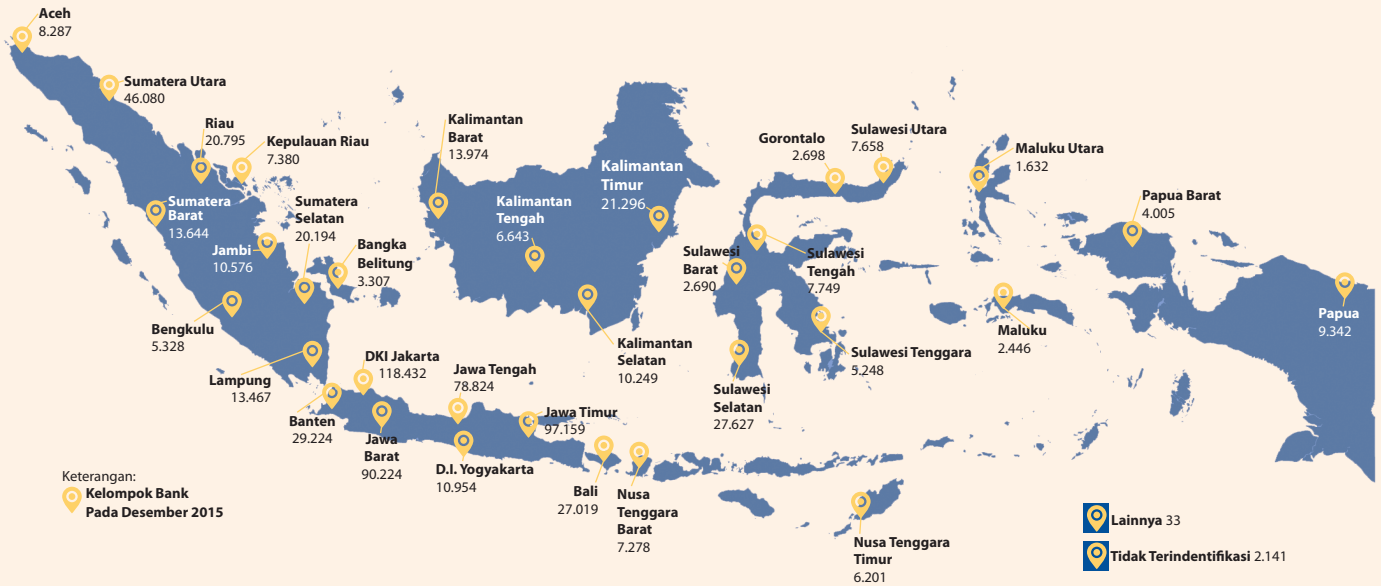 Aceh
8.287
Sumatera Utara
46.080
Riau
20.795
Kepulauan Riau
7.380
Sumatera
Barat
13.644
Jambi
10.576
Sumatera
Selatan
20.194
Bangka
Belitung
3.307
Bengkulu
5.328
Lampung
13.467
Banten
29.224
DKI Jakarta
118.432
Jawa
Barat
90.224
Jawa Tengah
78.824
D.I. Yogyakarta
10.954
Jawa Timur
97.159
Bali
27.019
Nusa
Tenggara
Barat
7.278
Nusa Tenggara
Timur
6.201
Kalimantan
Barat
13.974
Kalimantan
Tengah
6.643
Kalimantan
Timur
21.296
Kalimantan
Selatan
10.249
Gorontalo
2.698
Sulawesi Utara
7.658
Sulawesi
Barat
2.690
Sulawesi
Tengah
7.749
Sulawesi Tenggara
5.248
Sulawesi
Selatan
27.627
Maluku Utara
1.632
Maluku
2.446
Papua Barat
4.005
Papua
9.342
Keterangan:
Kelompok Bank
Pada Desember 2015
Lainnya 33
Tidak Terindentifikasi 2.141